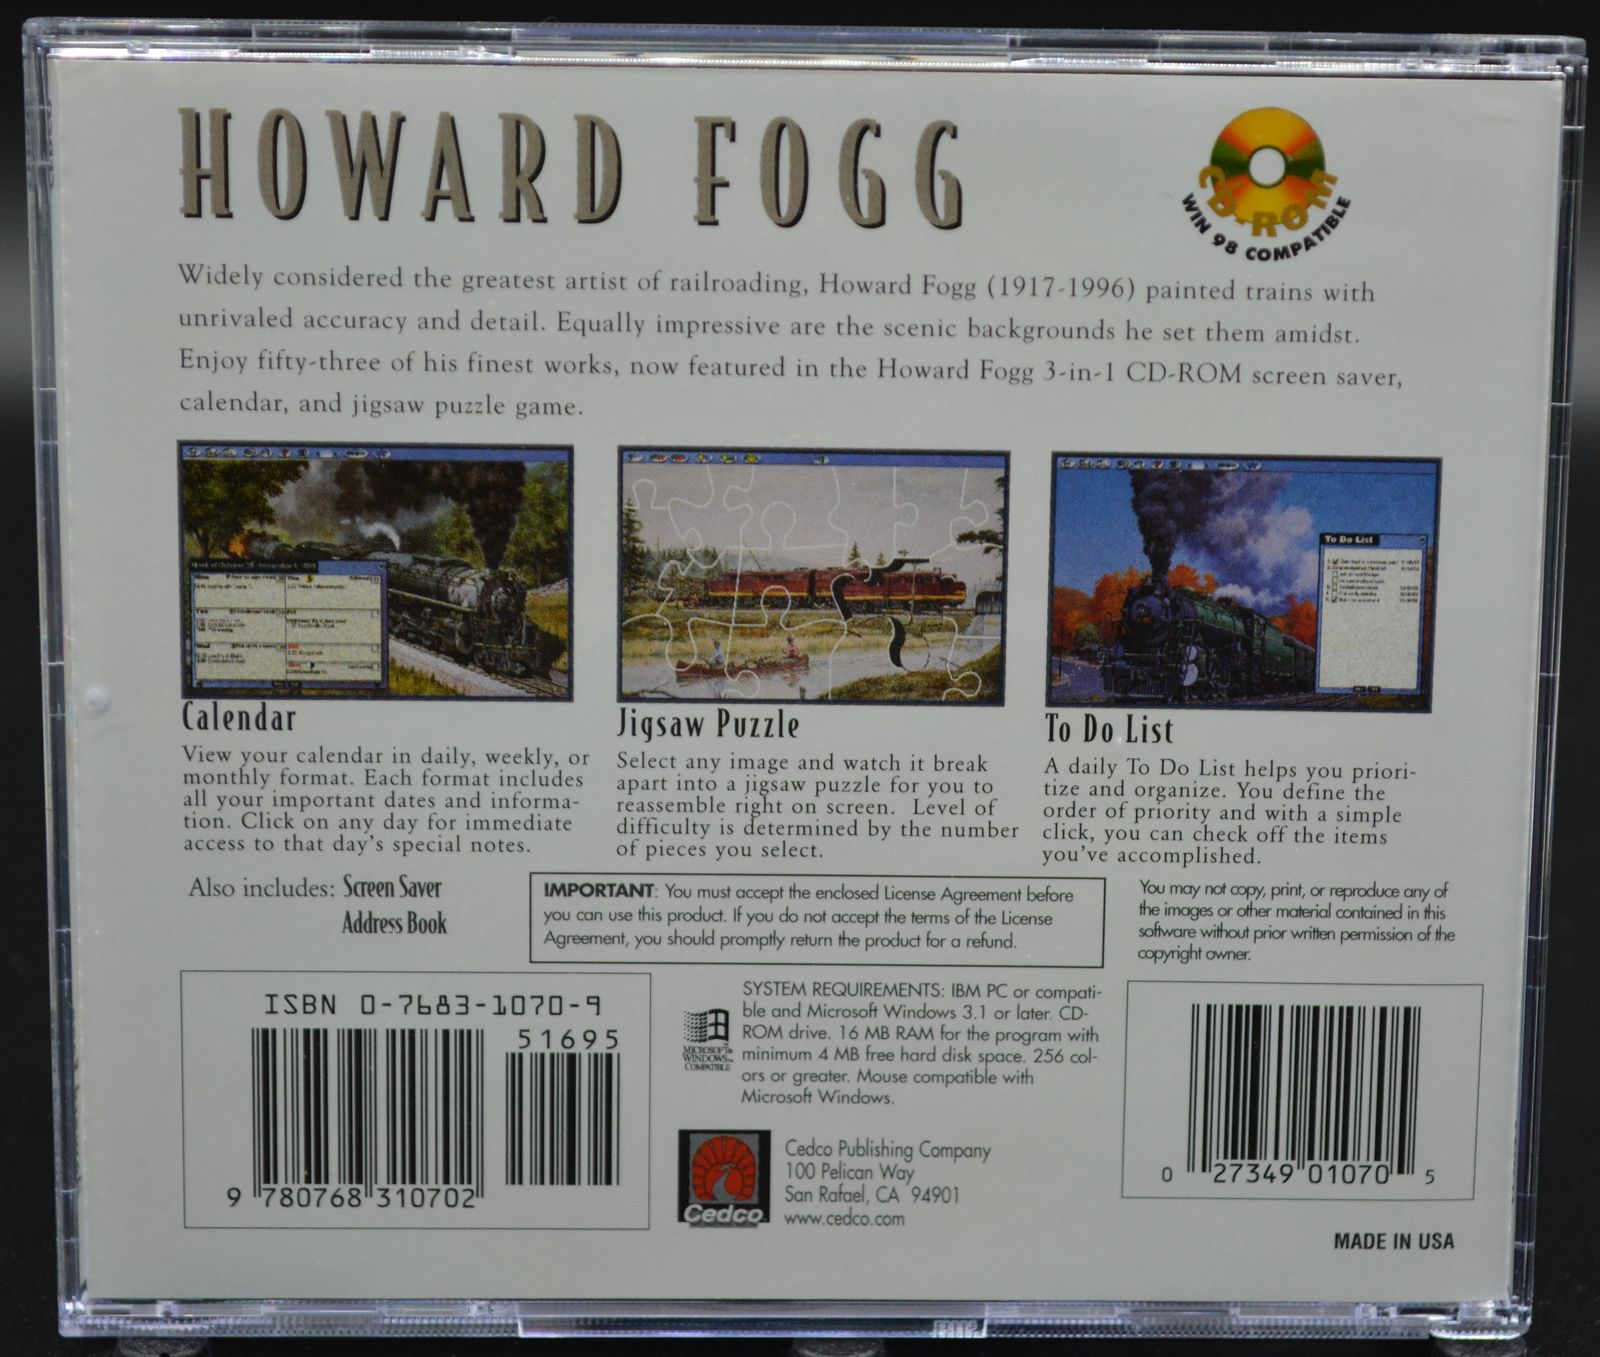 HOWARD FOGG
CD-ROM
WIN 98 COMPATIBLE
Widely considered the greatest artist of railroading, Howard Fogg (1917-1996) painted trains with
unrivaled accuracy and detail. Equally impressive are the scenic backgrounds he set them amidst.
Enjoy fifty-three of his finest works, now featured in the Howard Fogg 3-in-1 CD-ROM screen saver,
calendar, and jigsaw puzzle game.
To Do List
Calendar
View your calendar in daily, weekly, or
monthly format. Each format includes
all your important dates and informa-
tion. Click on any day for immediate
access to that day's special notes.
Jigsaw Puzzle
Select any image and watch it break
apart into a jigsaw puzzle for you to
reassemble right on screen. Level of
difficulty is determined by the number
of pieces you select.
To Do List
A daily To Do List helps you priori-
tize and organize. You define the
order of priority and with a simple
click, you can check off the items
you've accomplished.
Also includes: Screen Saver
Address Book
IMPORTANT: You must accept the enclosed License Agreement before
you can use this product. If you do not accept the terms of the License
Agreement, you should promptly return the product for a refund.
You may not copy, print, or reproduce any of
the images or other material contained in this
software without prior written permission of the
copyright owner.
ISBN 0-7683-1070-9
51695
9 780768 310702
MICROSOFT®
WINDOWS™
COMPATIBLE
SYSTEM REQUIREMENTS: IBM PC or compati-
ble and Microsoft Windows 3.1 or later. CD-
ROM drive. 16 MB RAM for the program with
minimum 4 MB free hard disk space. 256 col-
ors or greater. Mouse compatible with
Microsoft Windows.
Cedco
Cedco Publishing Company
100 Pelican Way
San Rafael, CA 94901
www.cedco.com
0 27349 01070 5
MADE IN USA